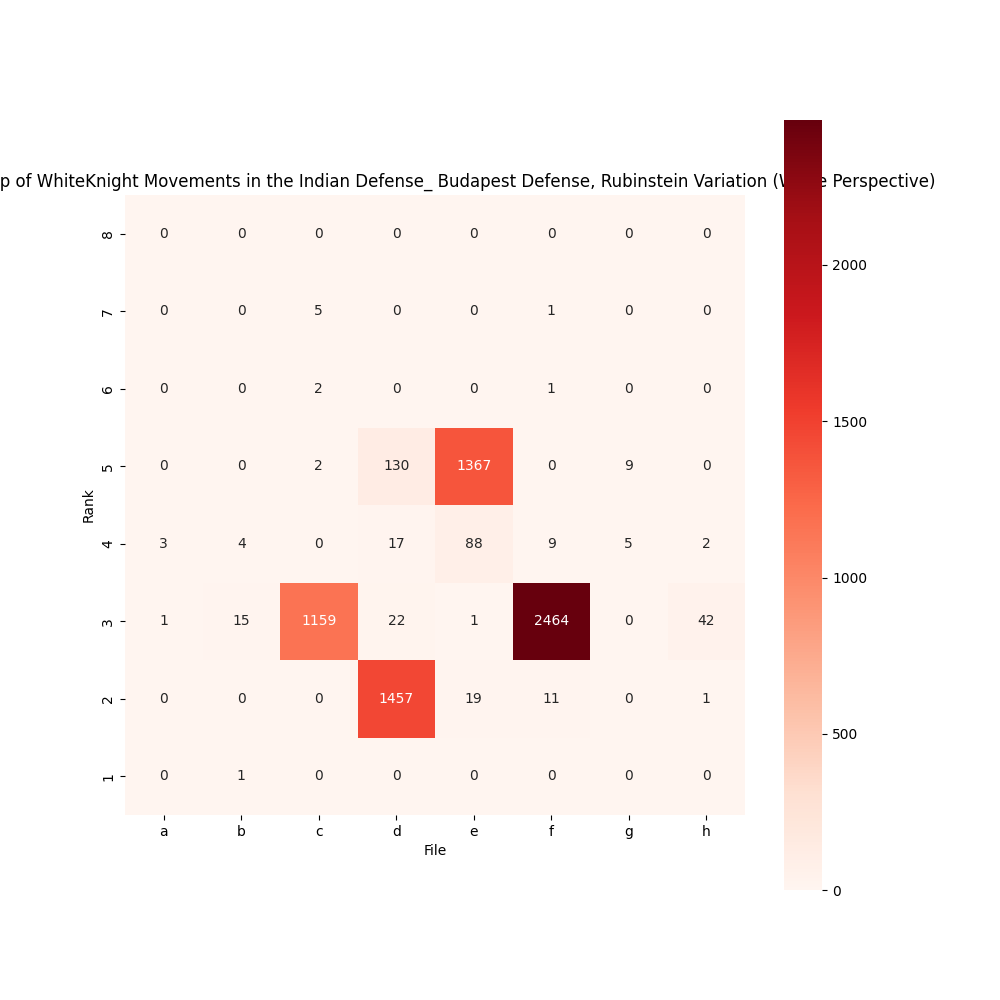 p of WhiteKnight Movements in the Indian Defense_ Budapest Defense, Rubinstein Variation (W e Perspective)
8 0 0 0 0 0 0 0 0
7 0 0 5 0 0 1 0 0
6 0 0 2 0 0 1 0 0
5 0 0 2 130 1367 0 9 0
4 3 4 0 17 88 9 5 2
3 1 15 1159 22 1 2464 0 42
2 0 0 0 1457 19 11 0 1
1 0 1 0 0 0 0 0 0
a b c d e f g h
File
Rank
2000
1500
1000
500
0